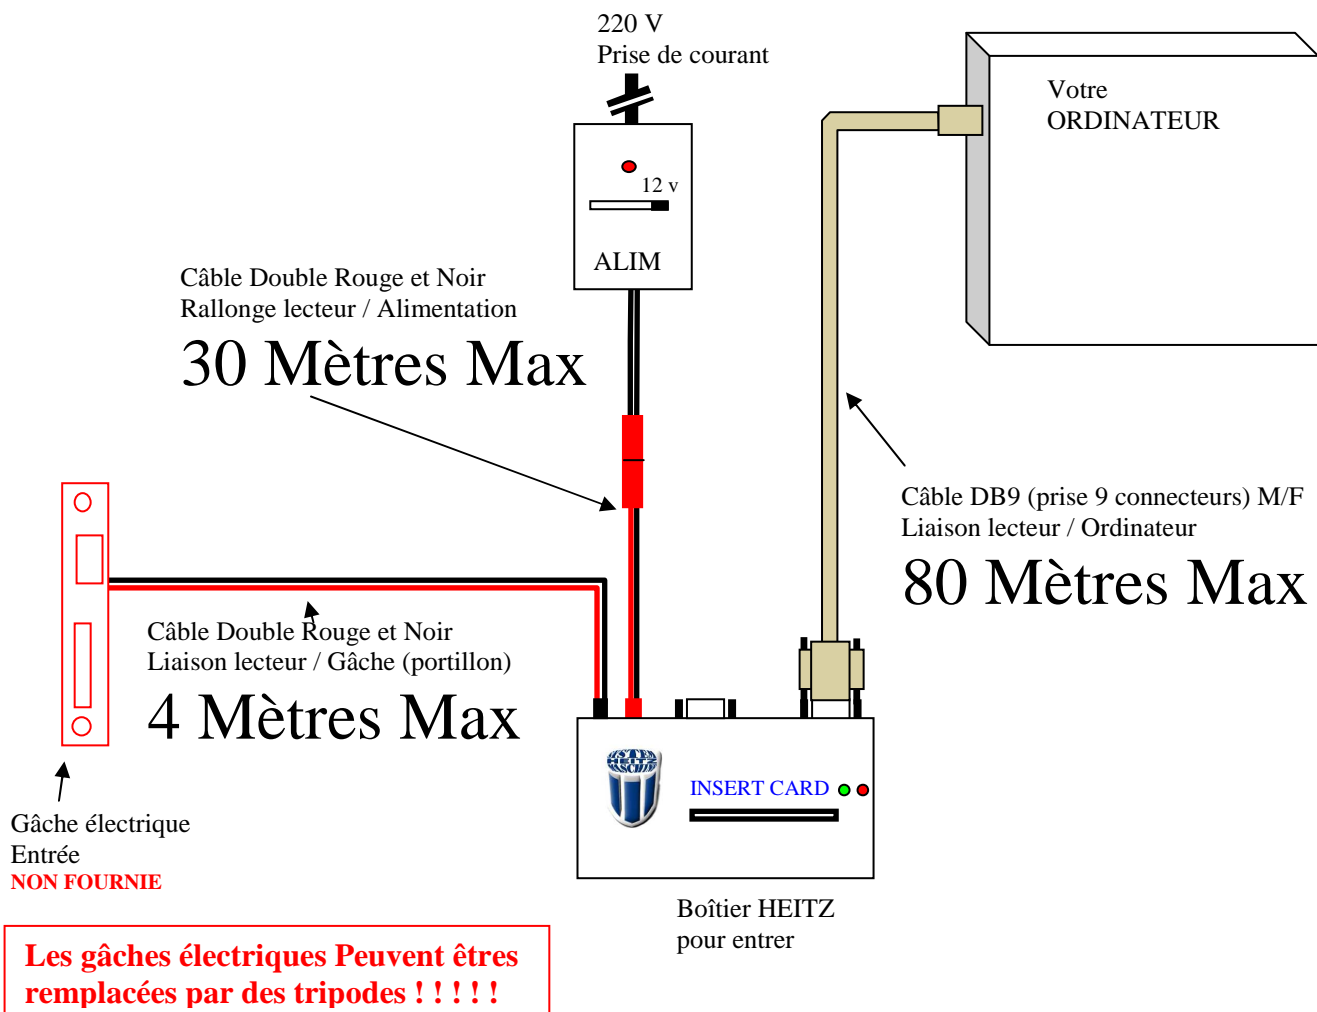 220 V
Prise de courant
Votre
ORDINATEUR
12 v
ALIM
Câble Double Rouge et Noir
Rallonge lecteur / Alimentation
30 Mètres Max
Câble DB9 (prise 9 connecteurs) M/F
Liaison lecteur / Ordinateur
80 Mètres Max
Câble Double Rouge et Noir
Liaison lecteur / Gâche (portillon)
4 Mètres Max
HEITZ
INSERT CARD
Gâche électrique
Entrée
NON FOURNIE
Boîtier HEITZ
pour entrer
Les gâches électriques Peuvent êtres
remplacées par des tripodes ! ! ! ! !